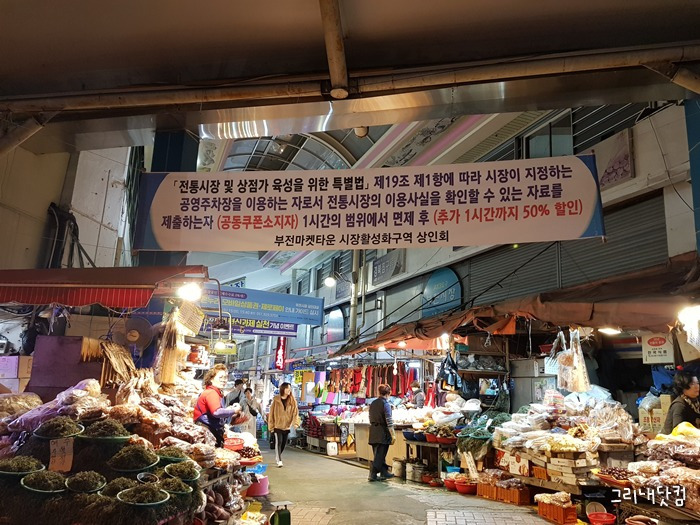 「전통시장 및 상점가 육성을 위한 특별법」 제19조 제1항에 따라 시장이 지정하는
공영주차장을 이용하는 자로서 전통시장의 이용사실을 확인할 수 있는 자료를
제출하는자 (공동쿠폰소지자) 1시간의 범위에서 면제 후 (추가 1시간까지 50% 할인)
부전마켓타운 시장활성화구역 상인회
그리내닷컴